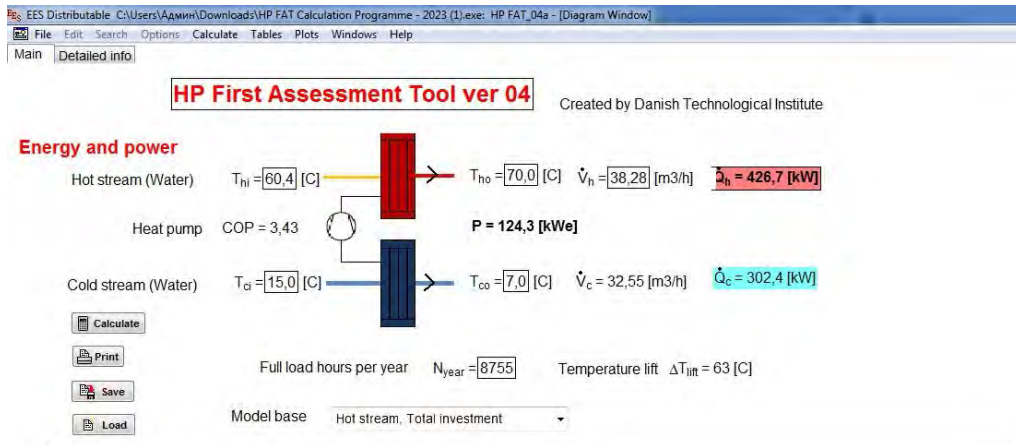 EES Distributable C:\Users\Админ\Downloads\HP FAT Calculation Programme - 2023 (1).exe: HP FAT_04a - [Diagram Window]
File Edit Search Options Calculate Tables Plots Windows Help
Main Detailed info
HP First Assessment Tool ver 04 Created by Danish Technological Institute
Energy and power
Hot stream (Water) Thi = 60,4 [C] Tho = 70,0 [C] V̇h = 38,28 [m3/h] Q̇h = 426,7 [kW]
Heat pump COP = 3,43 P = 124,3 [kWe]
Cold stream (Water) Tci = 15,0 [C] Tco = 7,0 [C] V̇c = 32,55 [m3/h] Q̇c = 302,4 [kW]
Calculate
Print
Full load hours per year Nyear = 8755 Temperature lift ΔTlift = 63 [C]
Save
Model base Hot stream, Total investment
Load